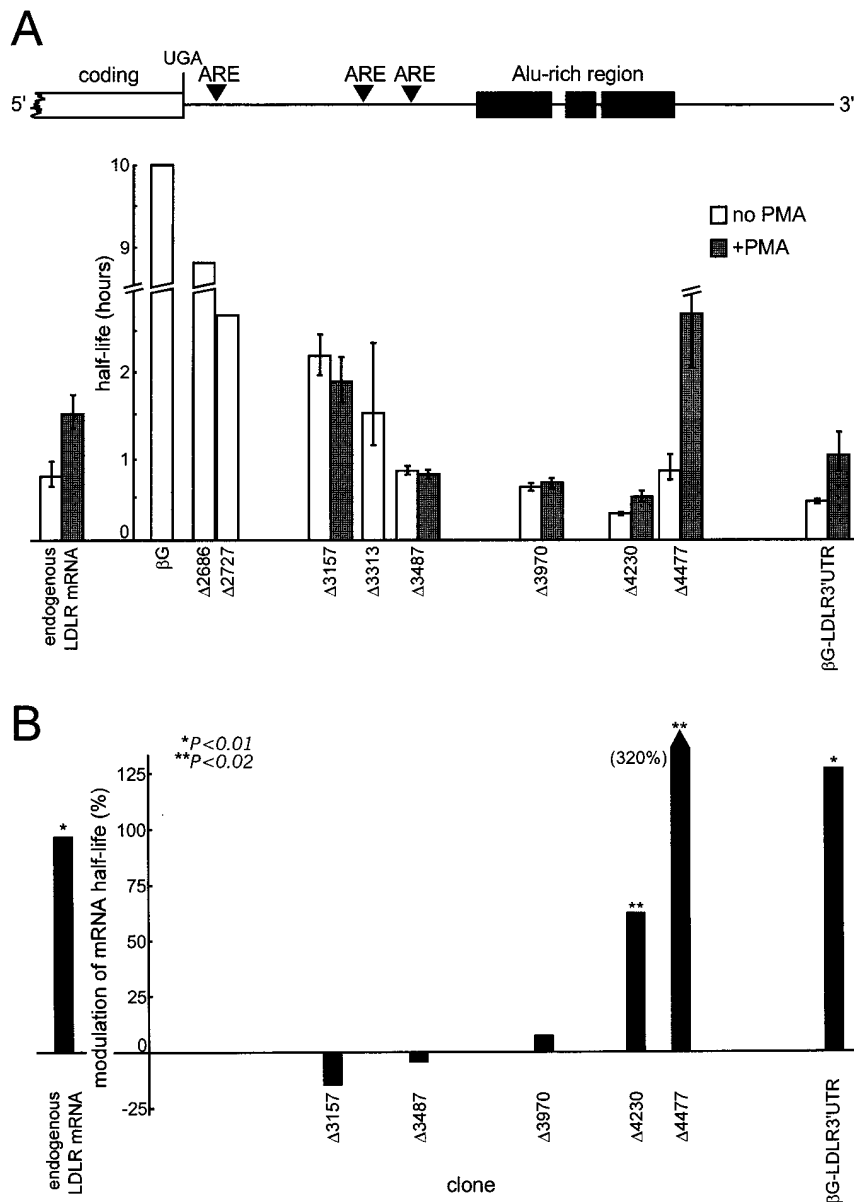 A
UGA
coding
ARE
ARE
ARE
Alu-rich region
5'
3'
half-life (hours)
10
9
2
1
0
no PMA
+PMA
endogenous
LDLR mRNA
βG
Δ2686
Δ2727
Δ3157
Δ3313
Δ3487
Δ3970
Δ4230
Δ4477
βG-LDLR3'UTR
B
*P<0.01
**P<0.02
modulation of mRNA half-life (%)
125
100
75
50
25
0
-25
*
**
**
(320%)
*
endogenous
LDLR mRNA
Δ3157
Δ3487
Δ3970
Δ4230
Δ4477
βG-LDLR3'UTR
clone